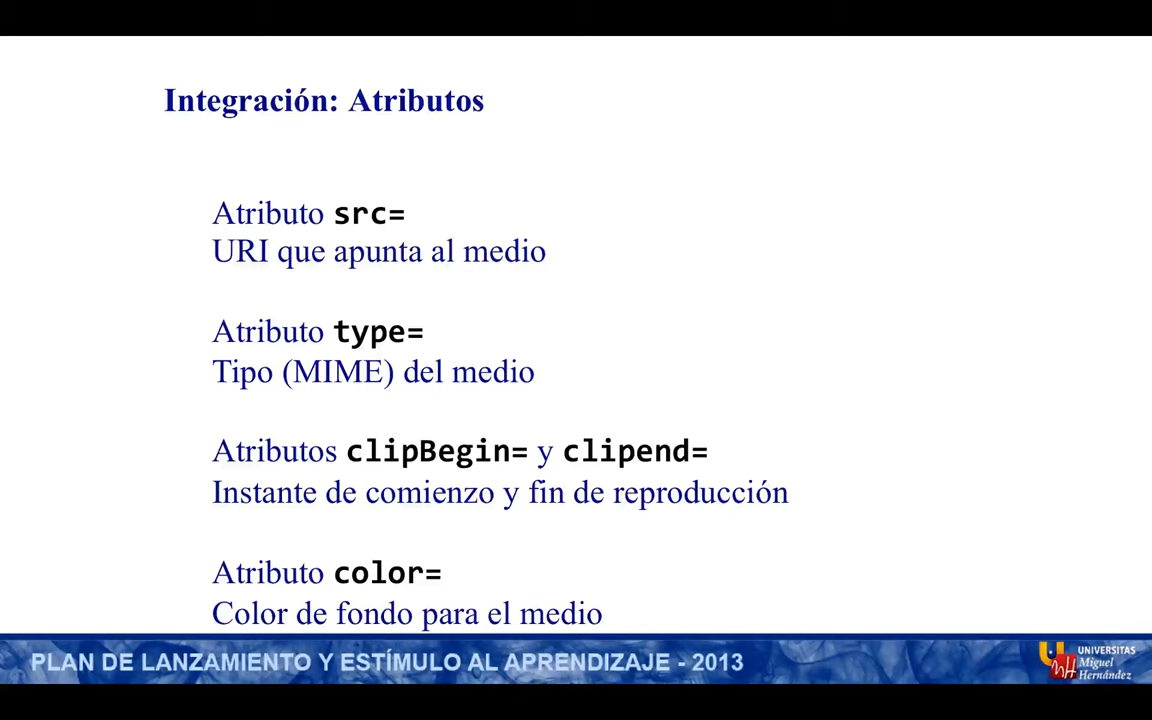 Integración: Atributos
Atributo src=
URI que apunta al medio
Atributo type=
Tipo (MIME) del medio
Atributos clipBegin= y clipend=
Instante de comienzo y fin de reproducción
Atributo color=
Color de fondo para el medio
PLAN DE LANZAMIENTO Y ESTÍMULO AL APRENDIZAJE - 2013
UNIVERSITAS
Miguel
Hernández